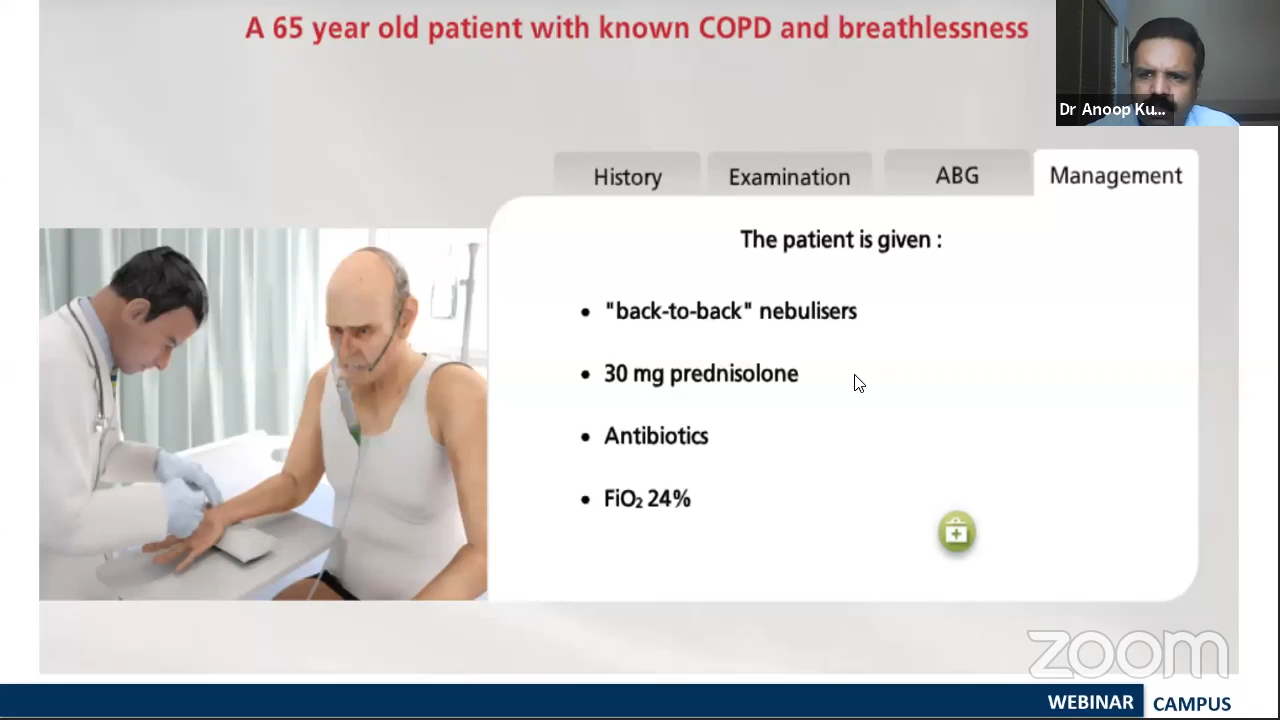 A 65 year old patient with known COPD and breathlessness
Dr Anoop Ku...
History
Examination
ABG
Management
The patient is given :
• "back-to-back" nebulisers
• 30 mg prednisolone
• Antibiotics
• FiO₂ 24%
zoom
WEBINAR CAMPUS